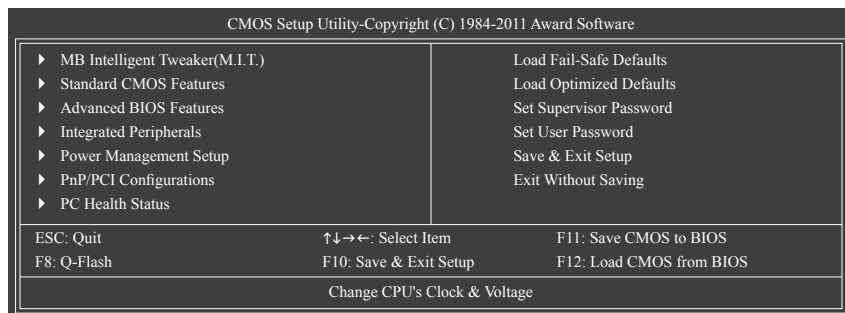 CMOS Setup Utility-Copyright (C) 1984-2011 Award Software
MB Intelligent Tweaker(M.I.T.)
Standard CMOS Features
Advanced BIOS Features
Integrated Peripherals
Power Management Setup
PnP/PCI Configurations
PC Health Status
Load Fail-Safe Defaults
Load Optimized Defaults
Set Supervisor Password
Set User Password
Save & Exit Setup
Exit Without Saving
ESC: Quit ↑↓→←: Select Item F11: Save CMOS to BIOS
F8: Q-Flash F10: Save & Exit Setup F12: Load CMOS from BIOS
Change CPU's Clock & Voltage